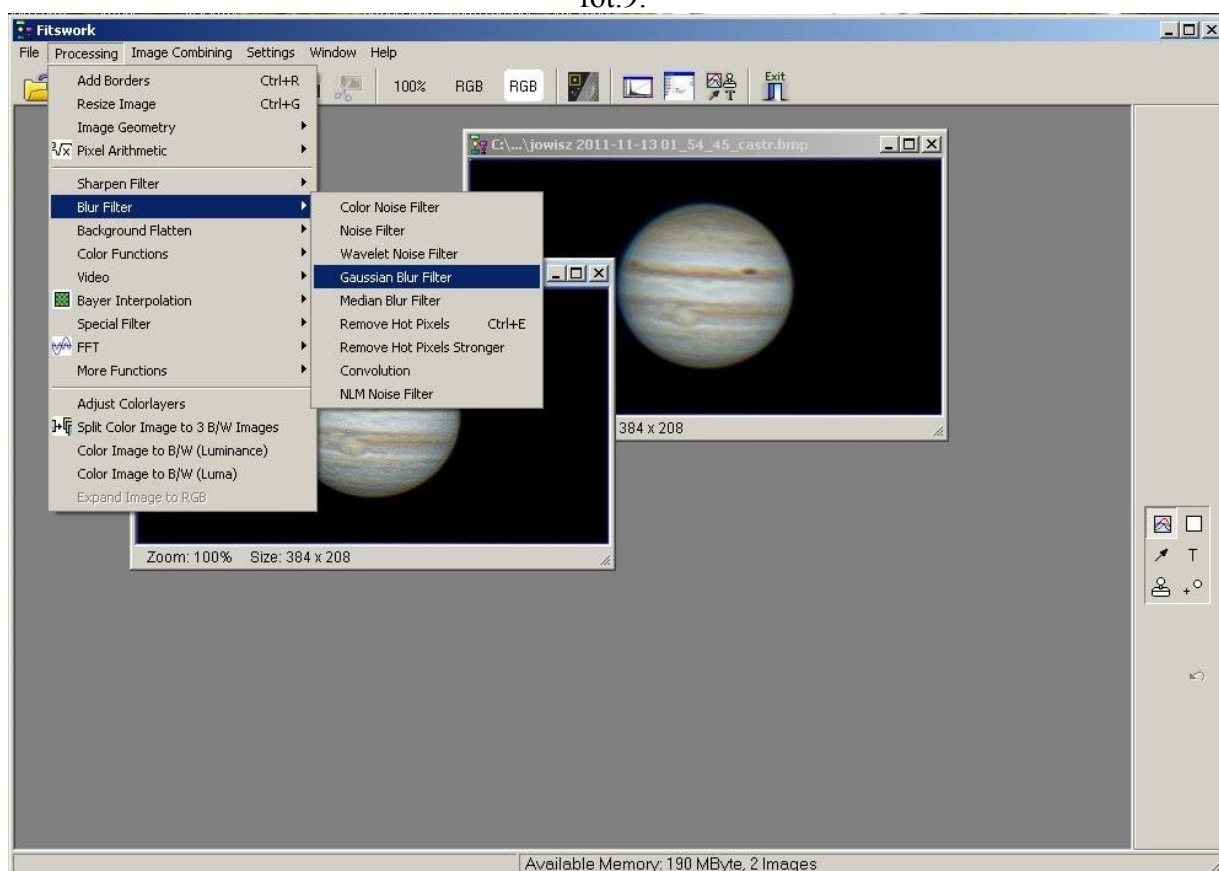 fot.9.
Fitswork
File Processing Image Combining Settings Window Help
Add Borders Ctrl+R
Resize Image Ctrl+G
Image Geometry
Pixel Arithmetic
Sharpen Filter
Blur Filter
Background Flatten
Color Functions
Video
Bayer Interpolation
Special Filter
FFT
More Functions
Adjust Colorlayers
Split Color Image to 3 B/W Images
Color Image to B/W (Luminance)
Color Image to B/W (Luma)
Expand Image to RGB
100% RGB RGB Exit
T
Color Noise Filter
Noise Filter
Wavelet Noise Filter
Gaussian Blur Filter
Median Blur Filter
Remove Hot Pixels Ctrl+E
Remove Hot Pixels Stronger
Convolution
NLM Noise Filter
C:\...\jowisz 2011-11-13 01_54_45_castr.bmp
384 x 208
Zoom: 100% Size: 384 x 208
T
Available Memory: 190 MByte, 2 Images